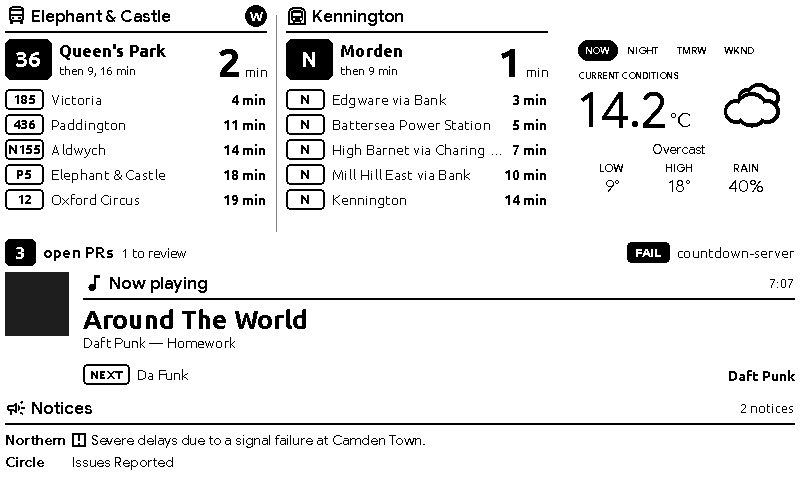 Elephant & Castle W
36 Queen's Park 2 min
then 9, 16 min
185 Victoria 4 min
436 Paddington 11 min
N155 Aldwych 14 min
P5 Elephant & Castle 18 min
12 Oxford Circus 19 min
Kennington
N Morden 1 min
then 9 min
N Edgware via Bank 3 min
N Battersea Power Station 5 min
N High Barnet via Charing ... 7 min
N Mill Hill East via Bank 10 min
N Kennington 14 min
NOW NIGHT TMRW WKND
CURRENT CONDITIONS
14.2°C
Overcast
LOW HIGH RAIN
9° 18° 40%
3 open PRs 1 to review
FAIL countdown-server
Now playing 7:07
Around The World
Daft Punk — Homework
NEXT Da Funk Daft Punk
Notices 2 notices
Northern Severe delays due to a signal failure at Camden Town.
Circle Issues Reported